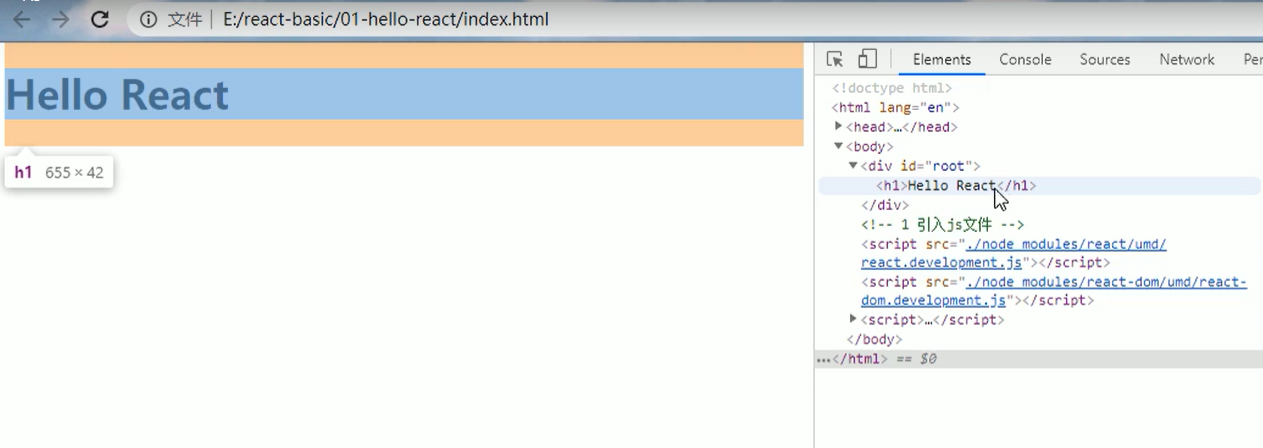 文件 | E:/react-basic/01-hello-react/index.html
Elements Console Sources Network Per
Hello React
h1 655 × 42
<!doctype html>
<html lang="en">
<head>…</head>
<body>
<div id="root">
<h1>Hello React</h1>
</div>
<!-- 1 引入js文件 -->
<script src="./node_modules/react/umd/
react.development.js"></script>
<script src="./node_modules/react-dom/umd/react-
dom.development.js"></script>
<script>…</script>
</body>
…</html> == $0